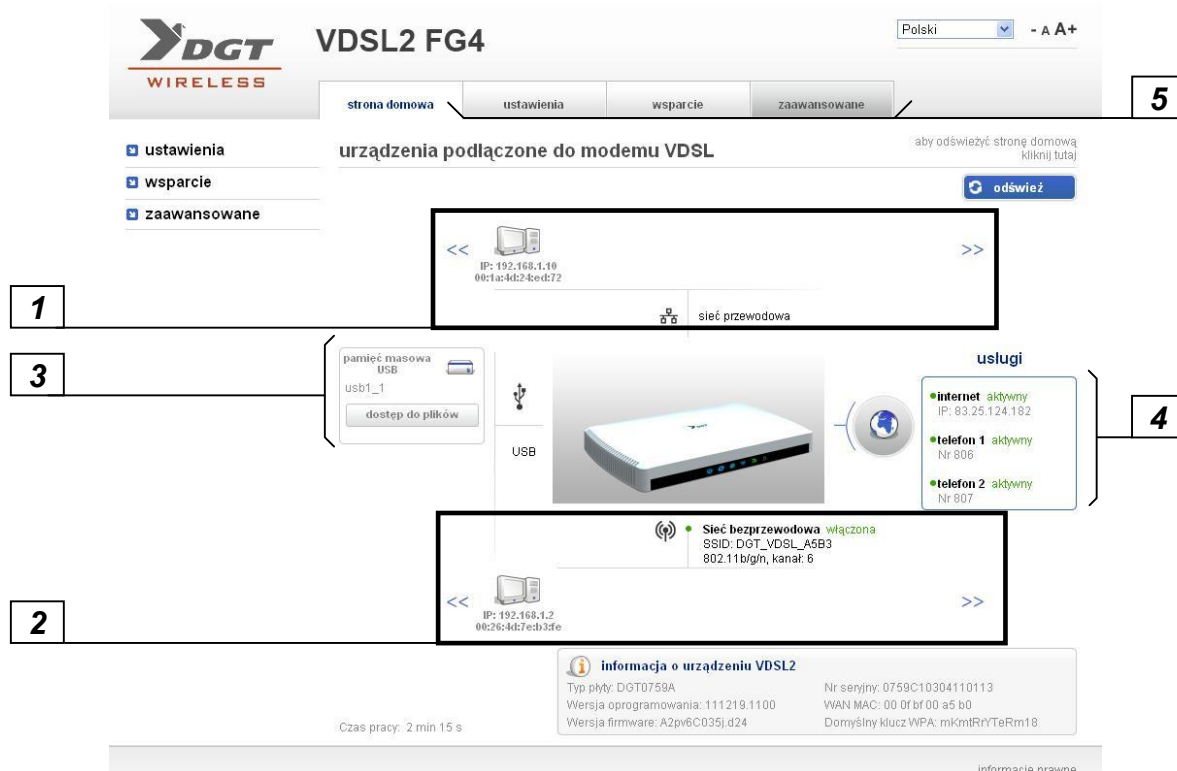 DGT
WIRELESS
VDSL2 FG4
Polski
- A A+
strona domowa
ustawienia
wsparcie
zaawansowane
5
ustawienia
wsparcie
zaawansowane
urządzenia podłączone do modemu VDSL
aby odświeżyć stronę domową
kliknij tutaj
odśwież
<<
IP: 192.168.1.10
00:1a:4d:24:ed:72
>>
sieć przewodowa
1
3
pamięć masowa
USB
usb1_1
dostęp do plików
USB
DGT
usługi
internet aktywny
IP: 83.25.124.182
telefon 1 aktywny
Nr 806
telefon 2 aktywny
Nr 807
4
Sieć bezprzewodowa włączona
SSID: DGT_VDSL_A5B3
802.11b/g/n, kanał: 6
<<
IP: 192.168.1.2
00:26:4d:7e:b3:fe
>>
2
informacja o urządzeniu VDSL2
Typ płyty: DGT0759A
Nr seryjny: 0759C10304110113
Wersja oprogramowania: 111219.1100
WAN MAC: 00 0f bf 00 a5 b0
Wersja firmware: A2pv6C035j.d24
Domyślny klucz WPA: mKmtRrYTeRm18
Czas pracy: 2 min 15 s
informacje prawne